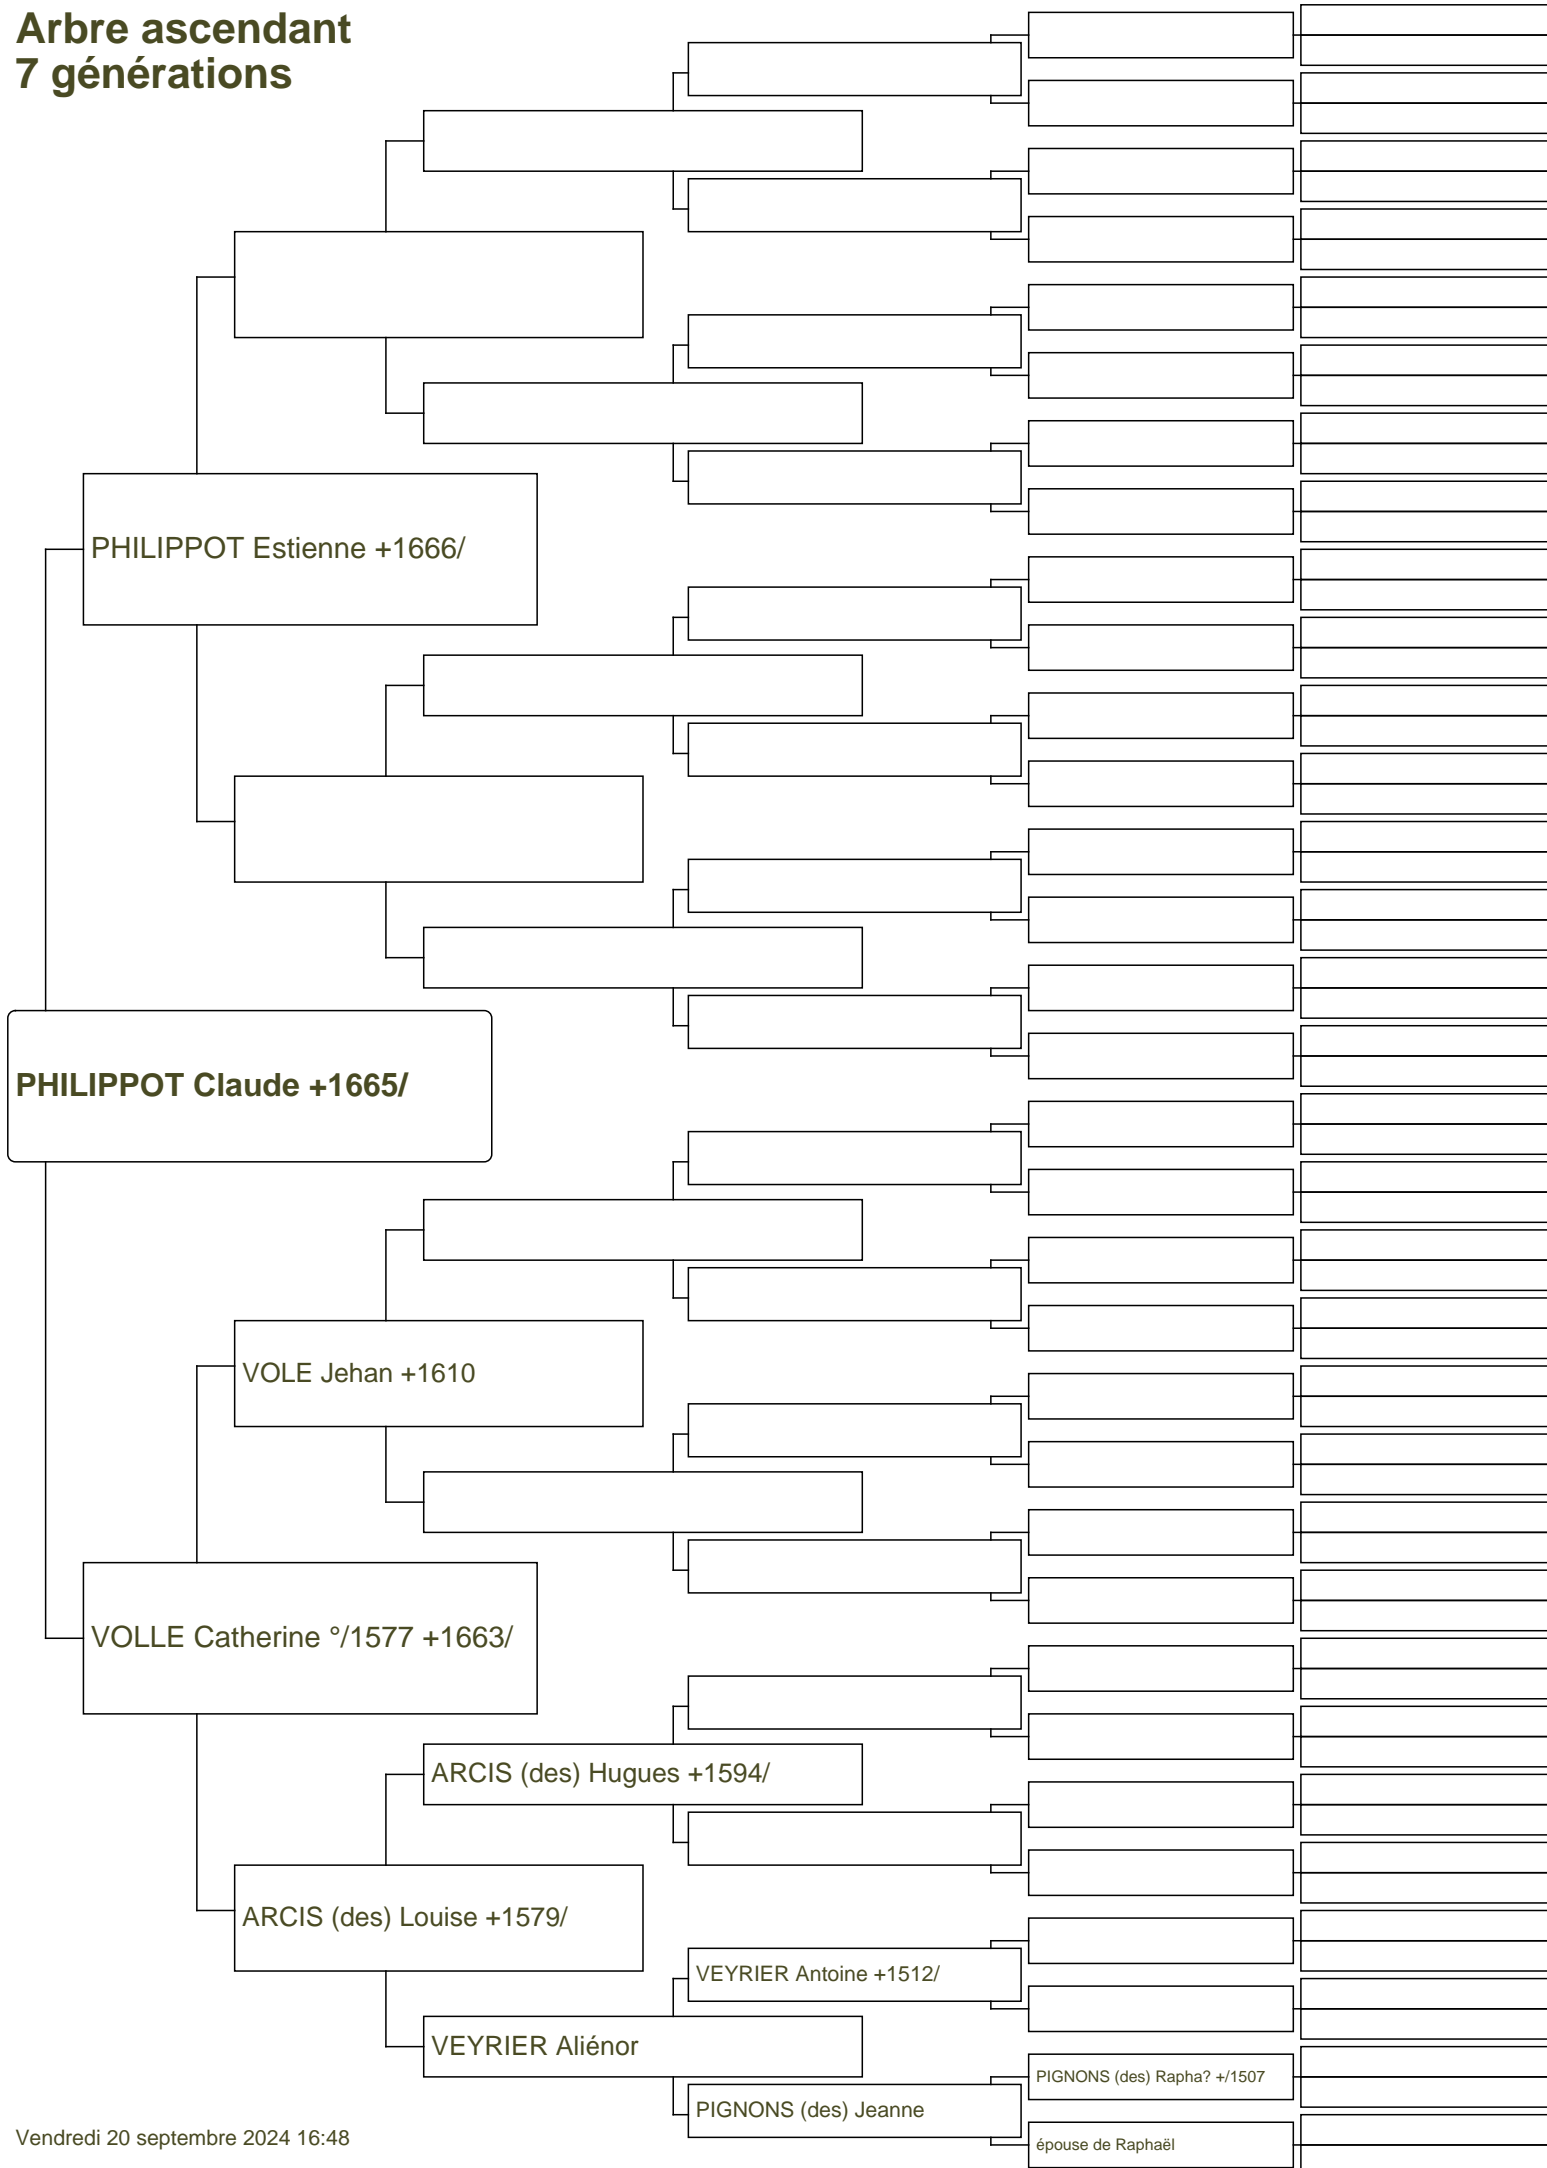 Arbre ascendant
7 générations
PHILIPPOT Estienne +1666/
PHILIPPOT Claude +1665/
VOLE Jehan +1610
VOLLE Catherine °/1577 +1663/
ARCIS (des) Hugues +1594/
ARCIS (des) Louise +1579/
VEYRIER Antoine +1512/
VEYRIER Aliénor
PIGNONS (des) Rapha? +/1507
PIGNONS (des) Jeanne
épouse de Raphaël
Vendredi 20 septembre 2024 16:48